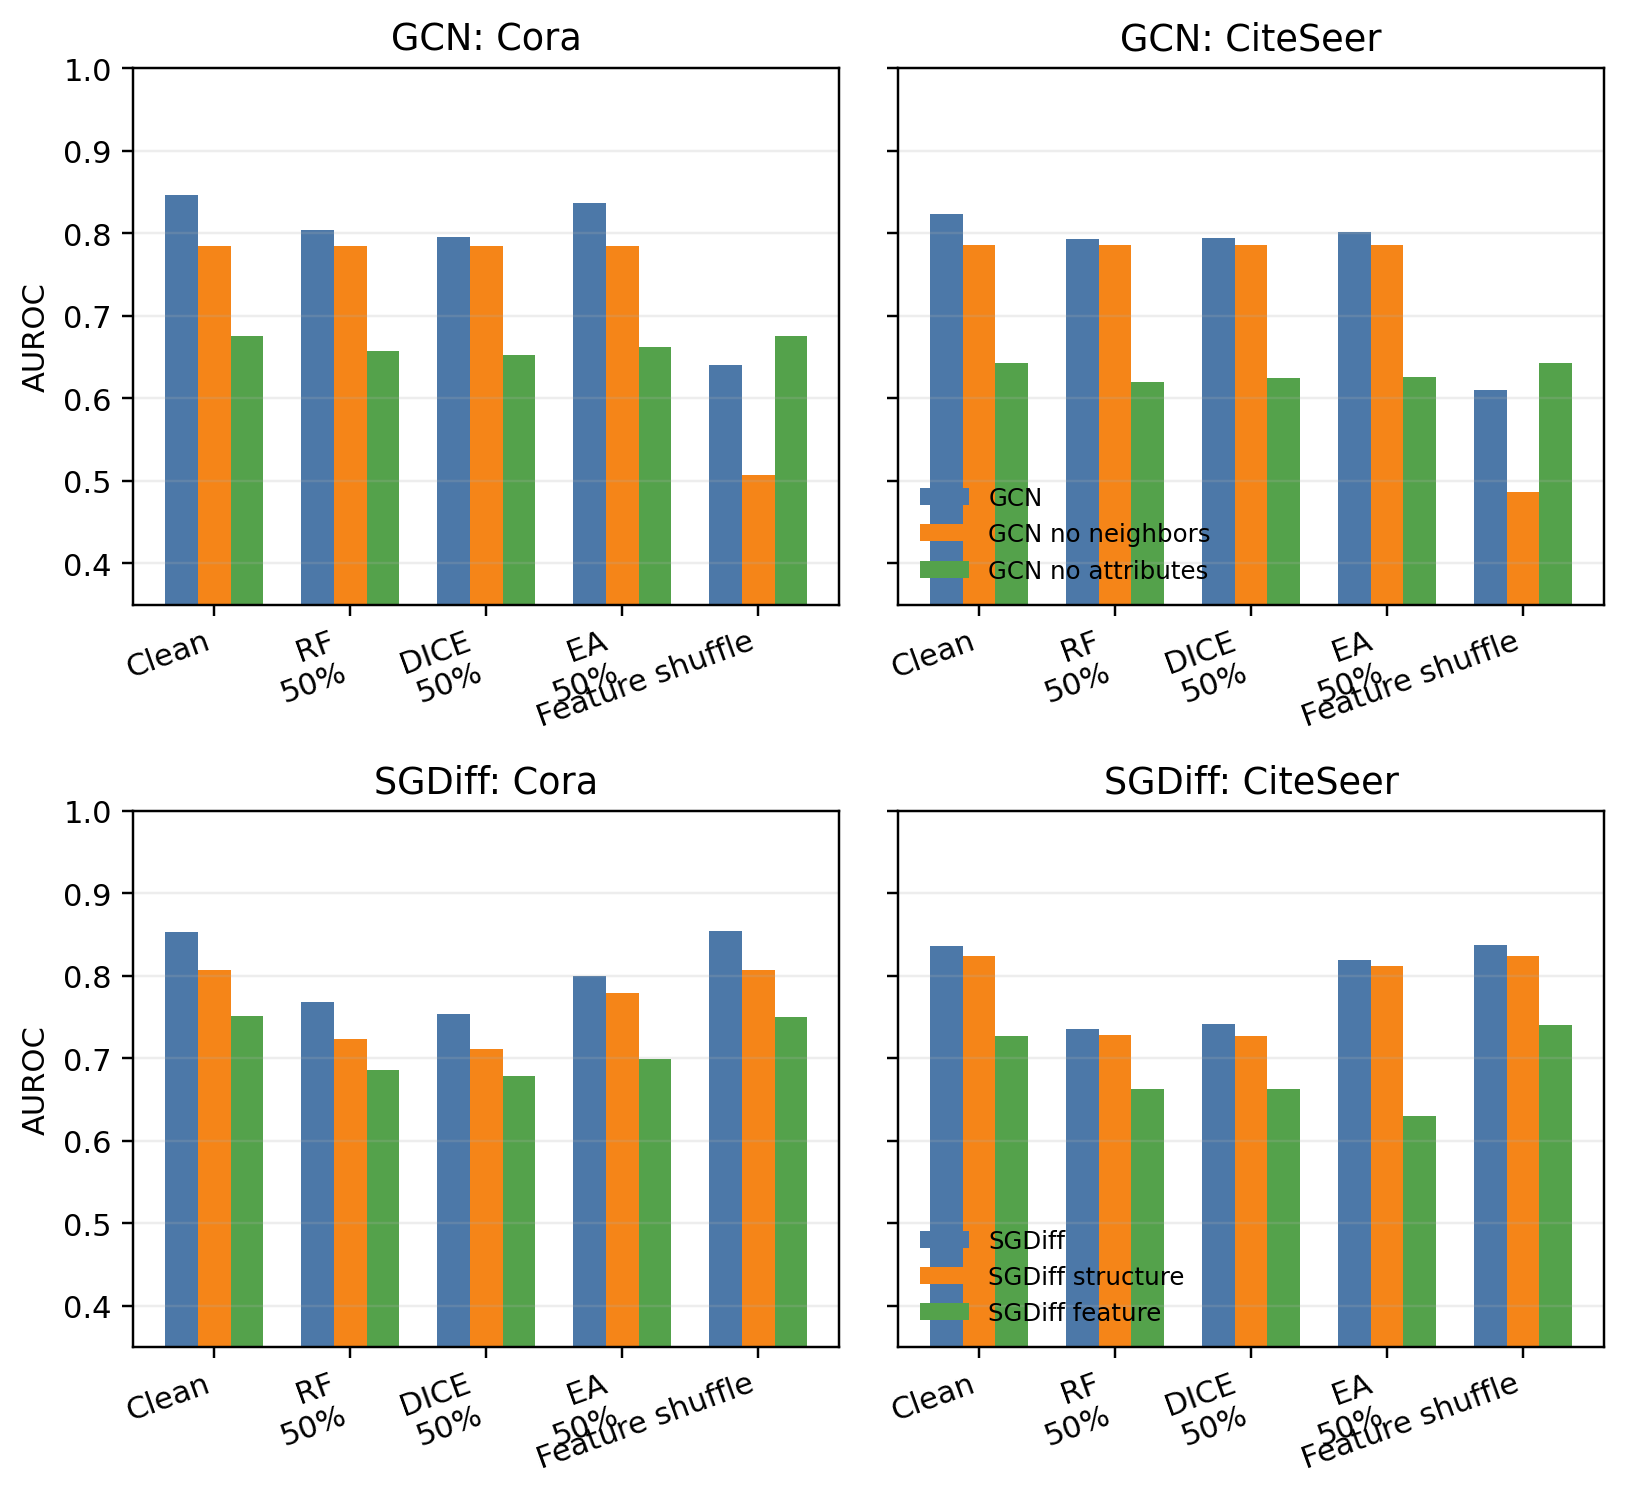 GCN: Cora
GCN: CiteSeer
1.0
0.9
0.8
0.7
0.6
0.5
0.4
AUROC
GCN
GCN no neighbors
GCN no attributes
Clean
RF
50%
DICE
50%
EA
50%
Feature shuffle
Clean
RF
50%
DICE
50%
EA
50%
Feature shuffle
SGDiff: Cora
SGDiff: CiteSeer
1.0
0.9
0.8
0.7
0.6
0.5
0.4
AUROC
SGDiff
SGDiff structure
SGDiff feature
Clean
RF
50%
DICE
50%
EA
50%
Feature shuffle
Clean
RF
50%
DICE
50%
EA
50%
Feature shuffle